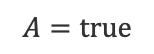 A = true